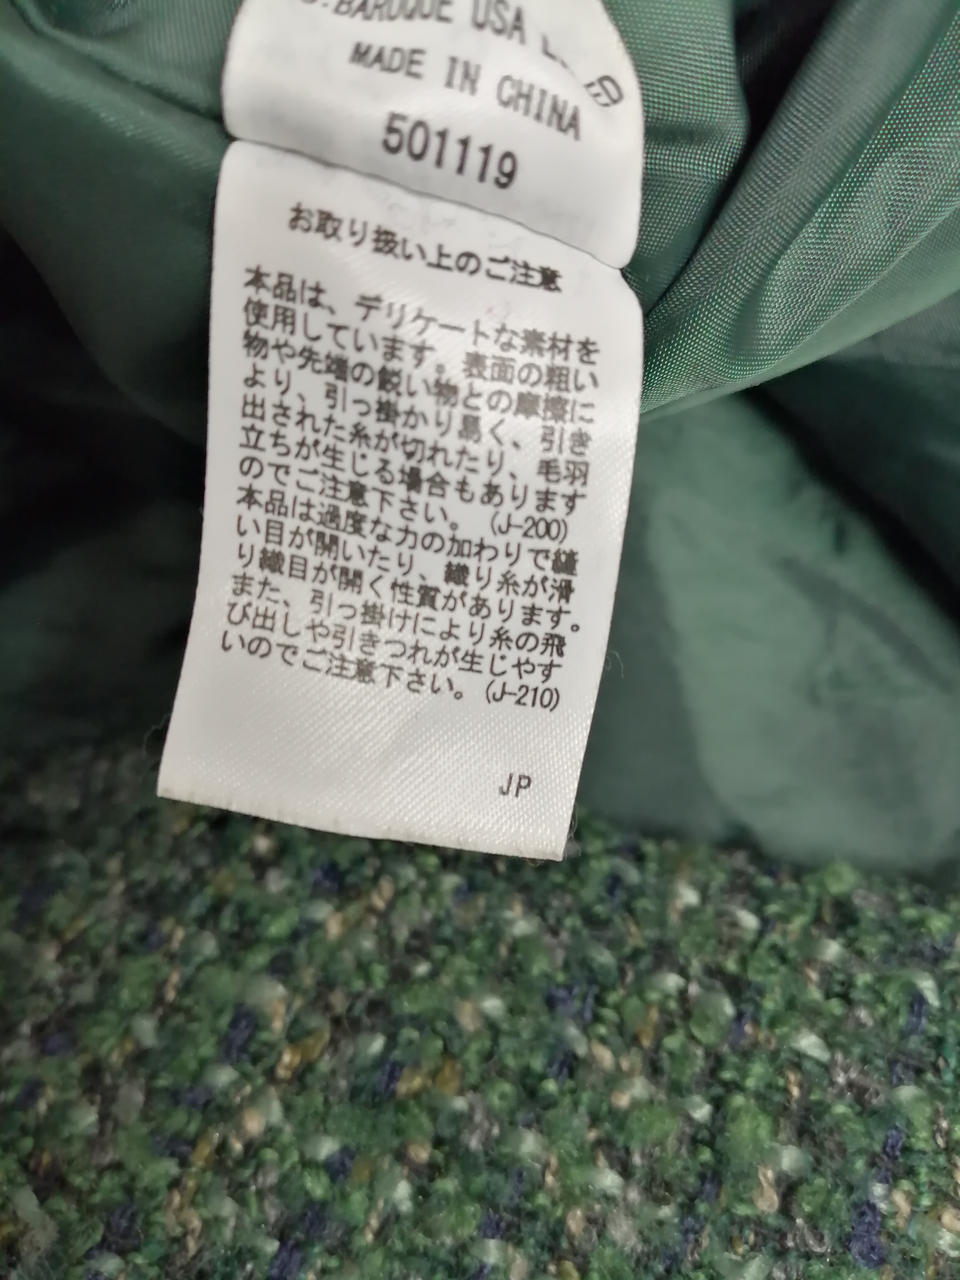 BAROQUE USA
MADE IN CHINA
501119
お取り扱い上のご注意
本品は、デリケートな素材を
使用しています。表面の粗い
物や先端の鋭い物との摩擦に
より、引っ掛かり易く、引き
出された糸が切れたり、毛羽
立ちが生じる場合もあります
のでご注意下さい。(J-200)
本品は過度な力の加わりで縫
い目が開いたり、織り糸が滑
り織目が開く性質があります。
また、引っ掛けにより糸の飛
び出しや引きつれが生じやす
いのでご注意下さい。(J-210)
JP